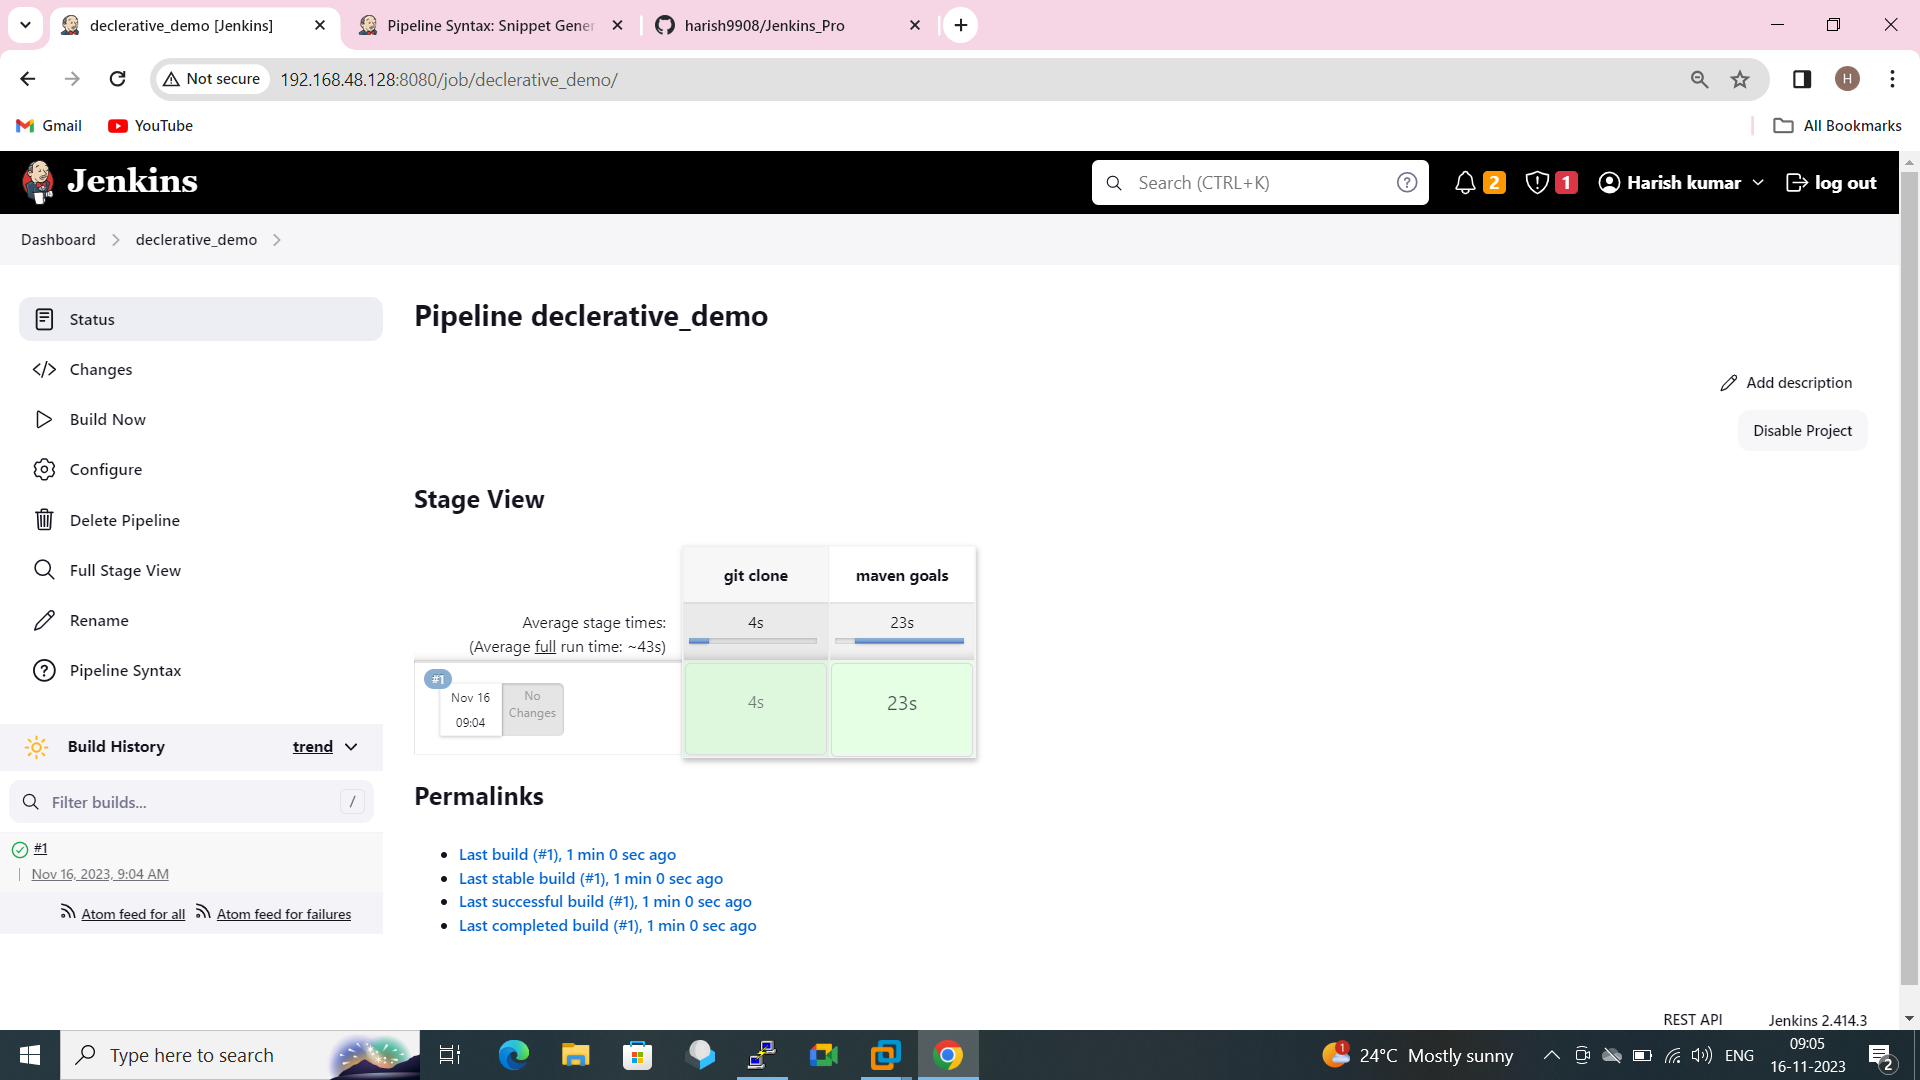 declerative_demo [Jenkins]
Pipeline Syntax: Snippet Gener
harish9908/Jenkins_Pro
Not secure
192.168.48.128:8080/job/declerative_demo/
H
Gmail
YouTube
All Bookmarks
Jenkins
Search (CTRL+K)
?
2
1
Harish kumar
log out
Dashboard
declerative_demo
Status
Changes
Build Now
Configure
Delete Pipeline
Full Stage View
Rename
Pipeline Syntax
Build History
trend
Filter builds...
/
#1
Nov 16, 2023, 9:04 AM
Atom feed for all
Atom feed for failures
Pipeline declerative_demo
Add description
Disable Project
Stage View
git clone
maven goals
Average stage times:
4s
23s
(Average full run time: ~43s)
#1
Nov 16
09:04
No
Changes
4s
23s
Permalinks
Last build (#1), 1 min 0 sec ago
Last stable build (#1), 1 min 0 sec ago
Last successful build (#1), 1 min 0 sec ago
Last completed build (#1), 1 min 0 sec ago
REST API
Jenkins 2.414.3
Type here to search
1
24°C Mostly sunny
ENG
09:05
16-11-2023
2